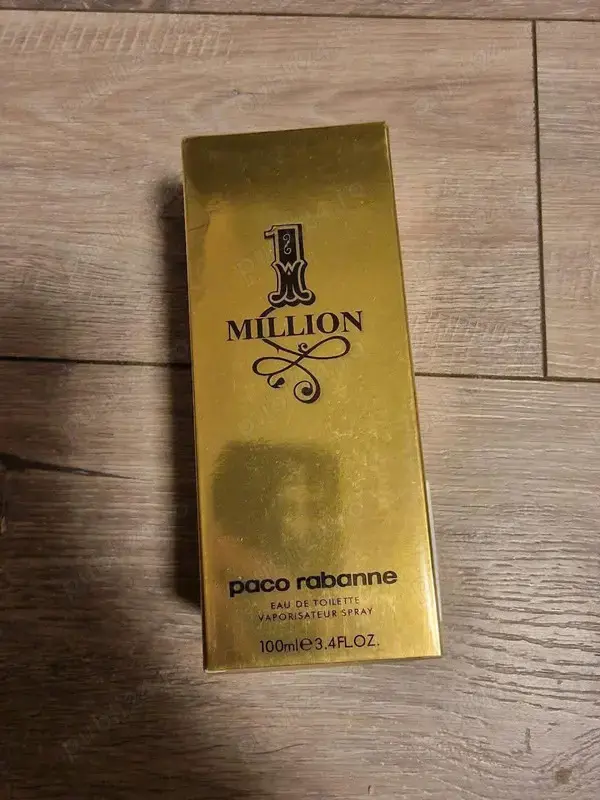 1
MILLION
paco rabanne
EAU DE TOILETTE
VAPORISATEUR SPRAY
100ml e 3.4FL.OZ.